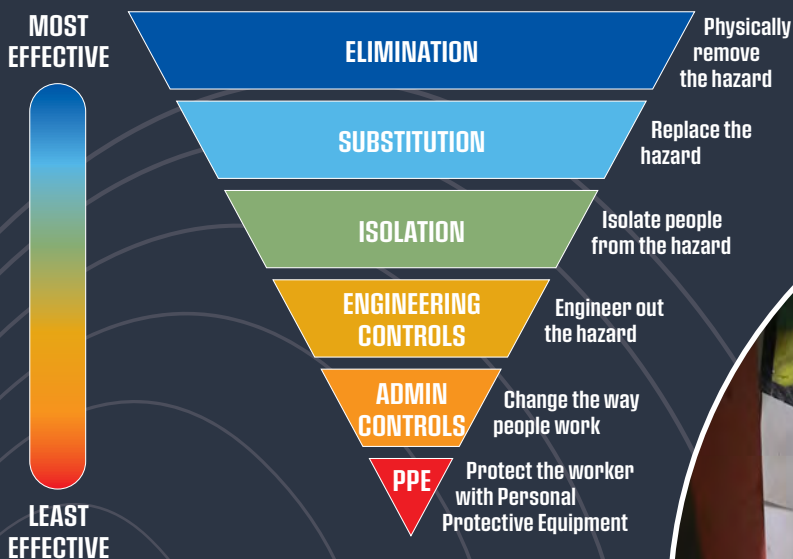 MOST
EFFECTIVE
ELIMINATION
Physically
remove
the hazard
SUBSTITUTION
Replace the
hazard
ISOLATION
Isolate people
from the hazard
ENGINEERING
CONTROLS
Engineer out
the hazard
ADMIN
CONTROLS
Change the way
people work
PPE
Protect the worker
with Personal
Protective Equipment
LEAST
EFFECTIVE